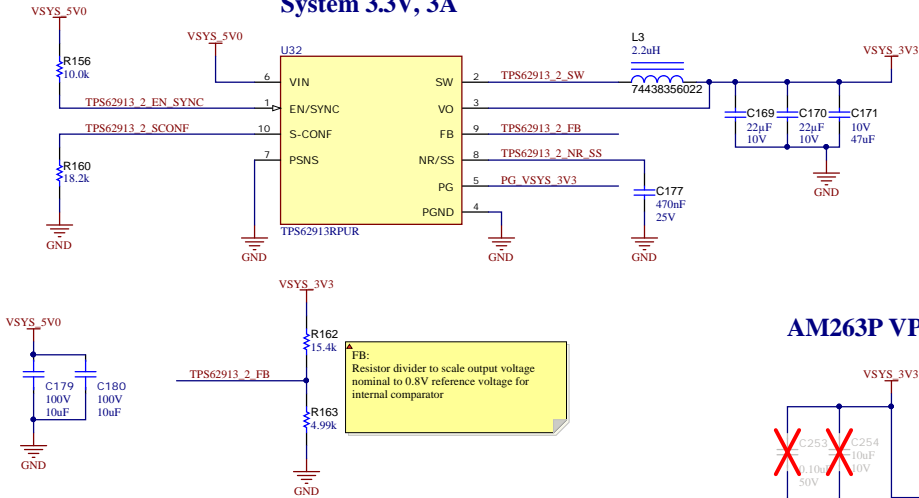 System 3.3V, 3A
VSYS_5V0
R156
10.0k
VSYS_5V0
U32
6 VIN
TPS62913_2_EN_SYNC 1 EN/SYNC
TPS62913_2_SCONF 10 S-CONF
7 PSNS
SW 2 TPS62913_2_SW
VO 3
FB 9 TPS62913_2_FB
NR/SS 8 TPS62913_2_NR_SS
PG 5 PG_VSYS_3V3
PGND 4
TPS62913RPUR
R160
18.2k
GND
GND
GND
L3
2.2uH
74438356022
VSYS_3V3
C169
22µF
10V
C170
22µF
10V
C171
10V
47uF
GND
C177
470nF
25V
GND
VSYS_5V0
C179
100V
10uF
C180
100V
10uF
GND
VSYS_3V3
R162
15.4k
TPS62913_2_FB
R163
4.99k
GND
FB:
Resistor divider to scale output voltage
nominal to 0.8V reference voltage for
internal comparator
AM263P VP
VSYS_3V3
C253
0.10u
50V
C254
10uF
10V